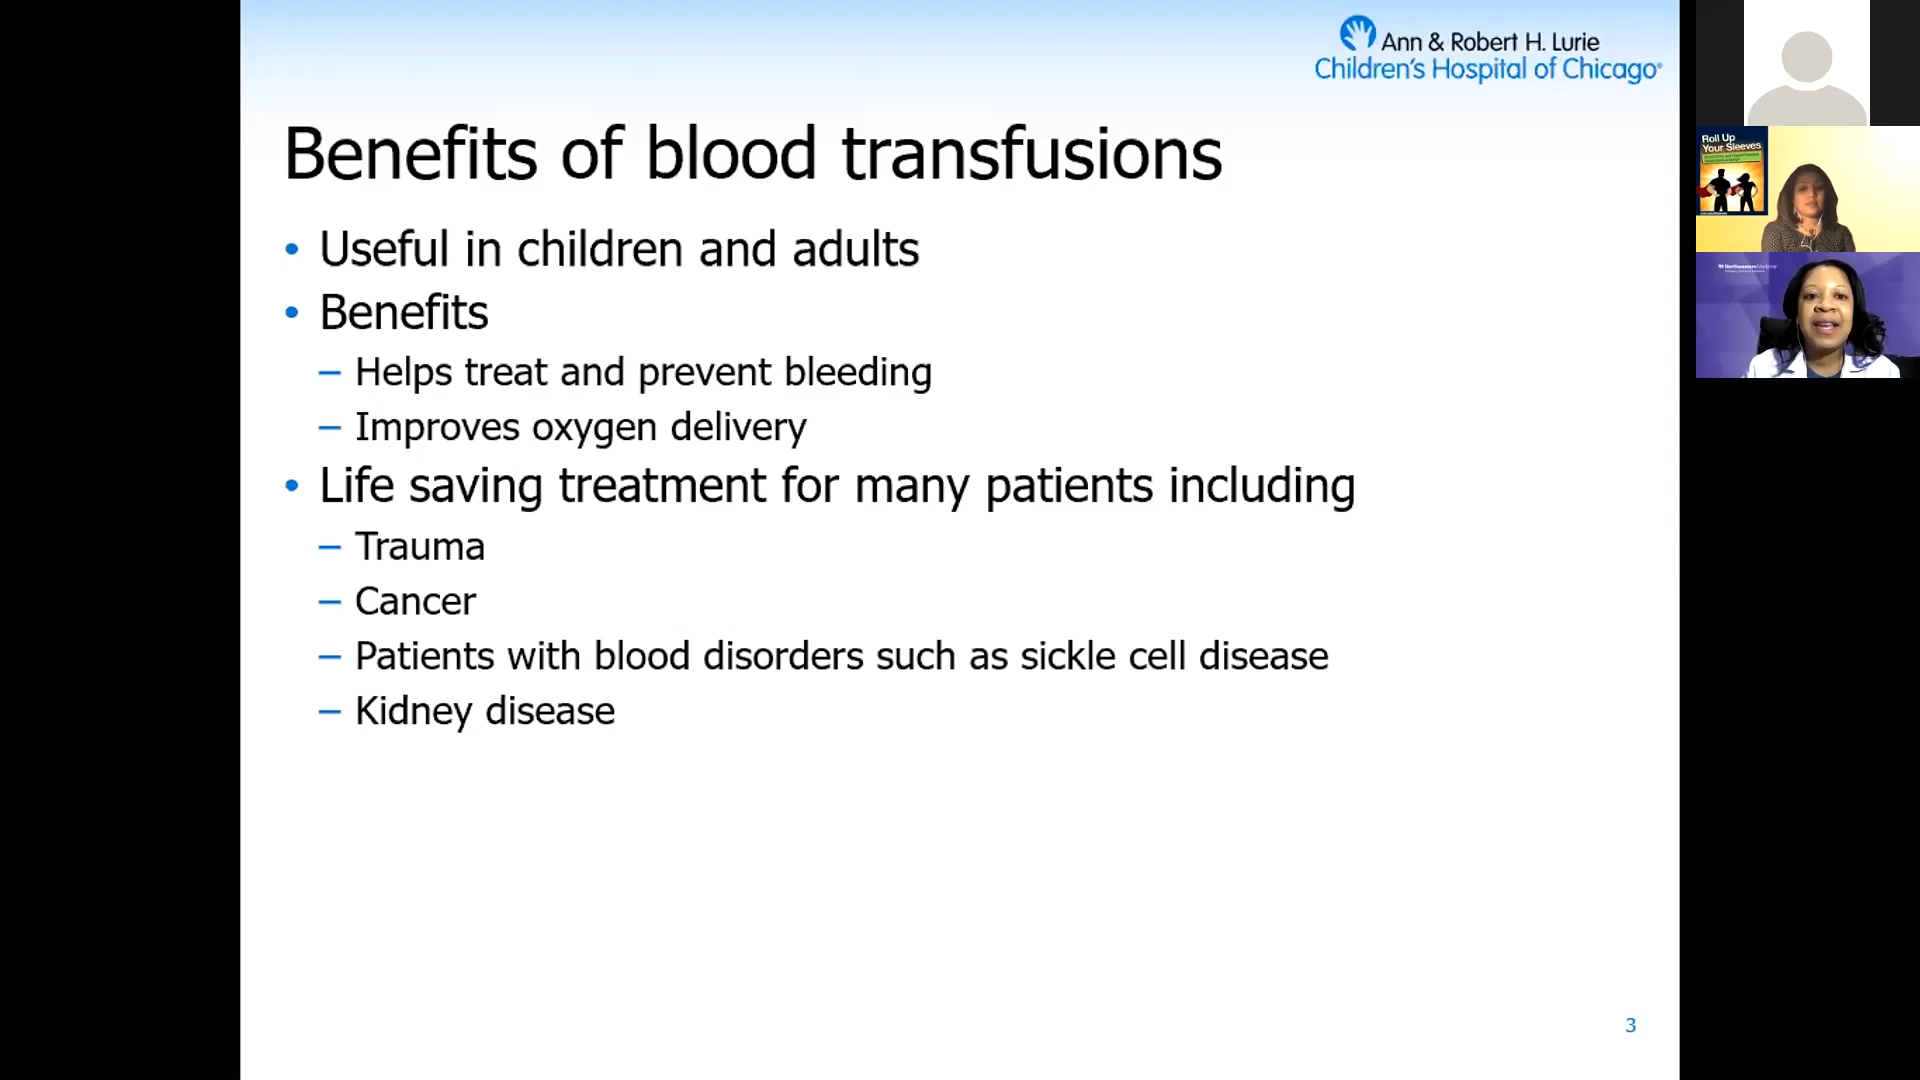 Ann & Robert H. Lurie
Children's Hospital of Chicago
Benefits of blood transfusions
• Useful in children and adults
• Benefits
– Helps treat and prevent bleeding
– Improves oxygen delivery
• Life saving treatment for many patients including
– Trauma
– Cancer
– Patients with blood disorders such as sickle cell disease
– Kidney disease
3
Roll Up
Your Sleeves
Northwestern Medicine